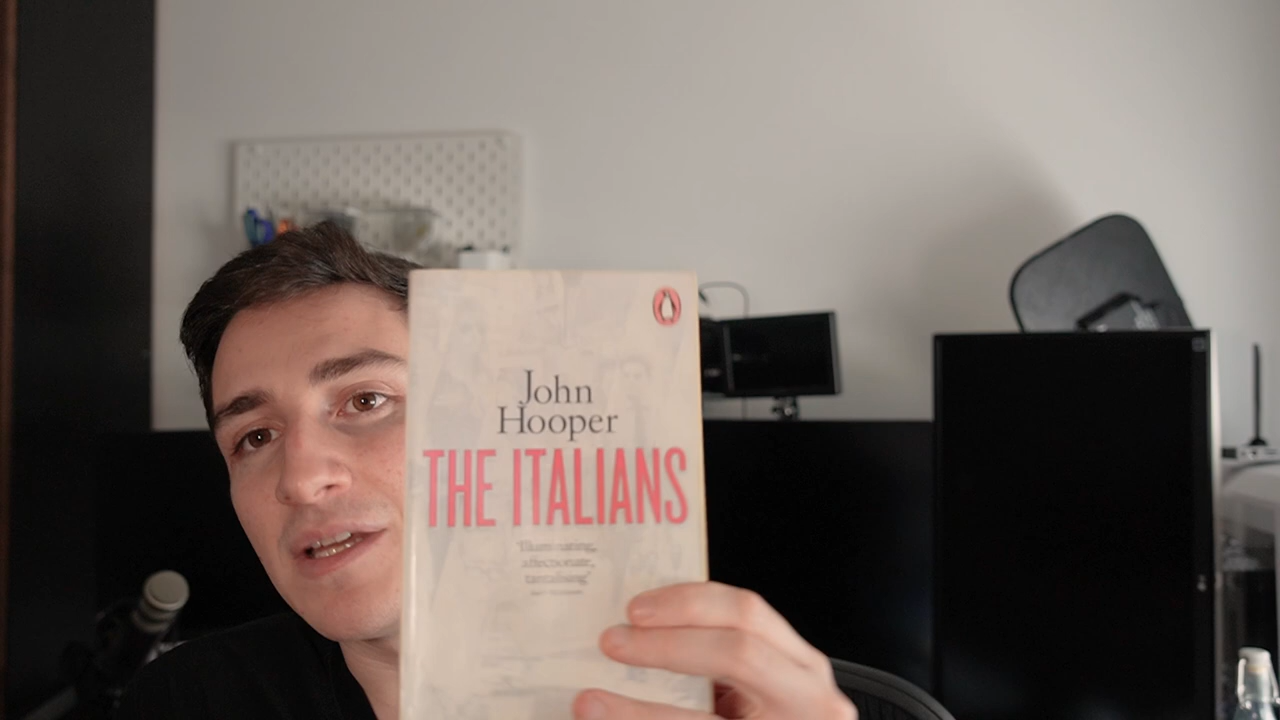 John
Hooper
THE ITALIANS
'Illuminating,
affectionate,
tantalising'